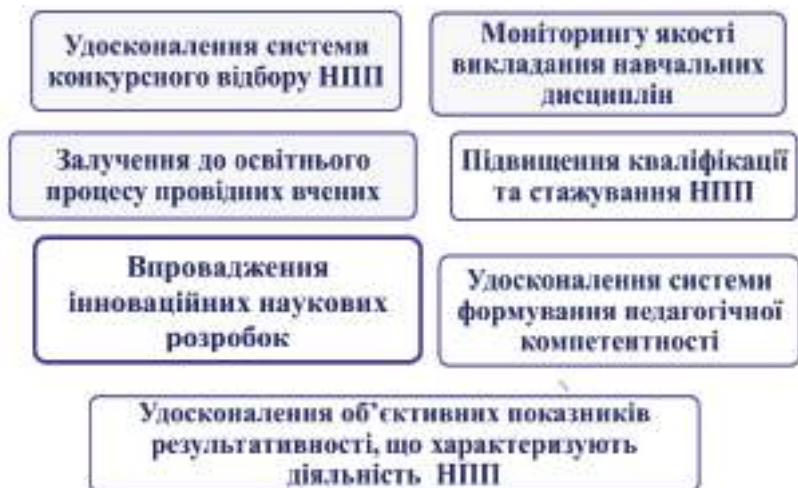 Удосконалення системи
конкурсного відбору НПП
Моніторингу якості
викладання навчальних
дисциплін
Залучення до освітнього
процесу провідних вчених
Підвищення кваліфікації
та стажування НПП
Впровадження
інноваційних наукових
розробок
Удосконалення системи
формування педагогічної
компетентності
Удосконалення об’єктивних показників
результативності, що характеризують
діяльність НПП